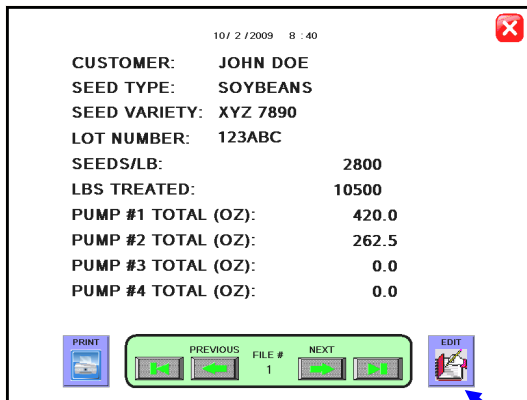 10/ 2 /2009 8 : 40
CUSTOMER: JOHN DOE
SEED TYPE: SOYBEANS
SEED VARIETY: XYZ 7890
LOT NUMBER: 123ABC
SEEDS/LB: 2800
LBS TREATED: 10500
PUMP #1 TOTAL (OZ): 420.0
PUMP #2 TOTAL (OZ): 262.5
PUMP #3 TOTAL (OZ): 0.0
PUMP #4 TOTAL (OZ): 0.0
PRINT
PREVIOUS FILE # NEXT
1
EDIT